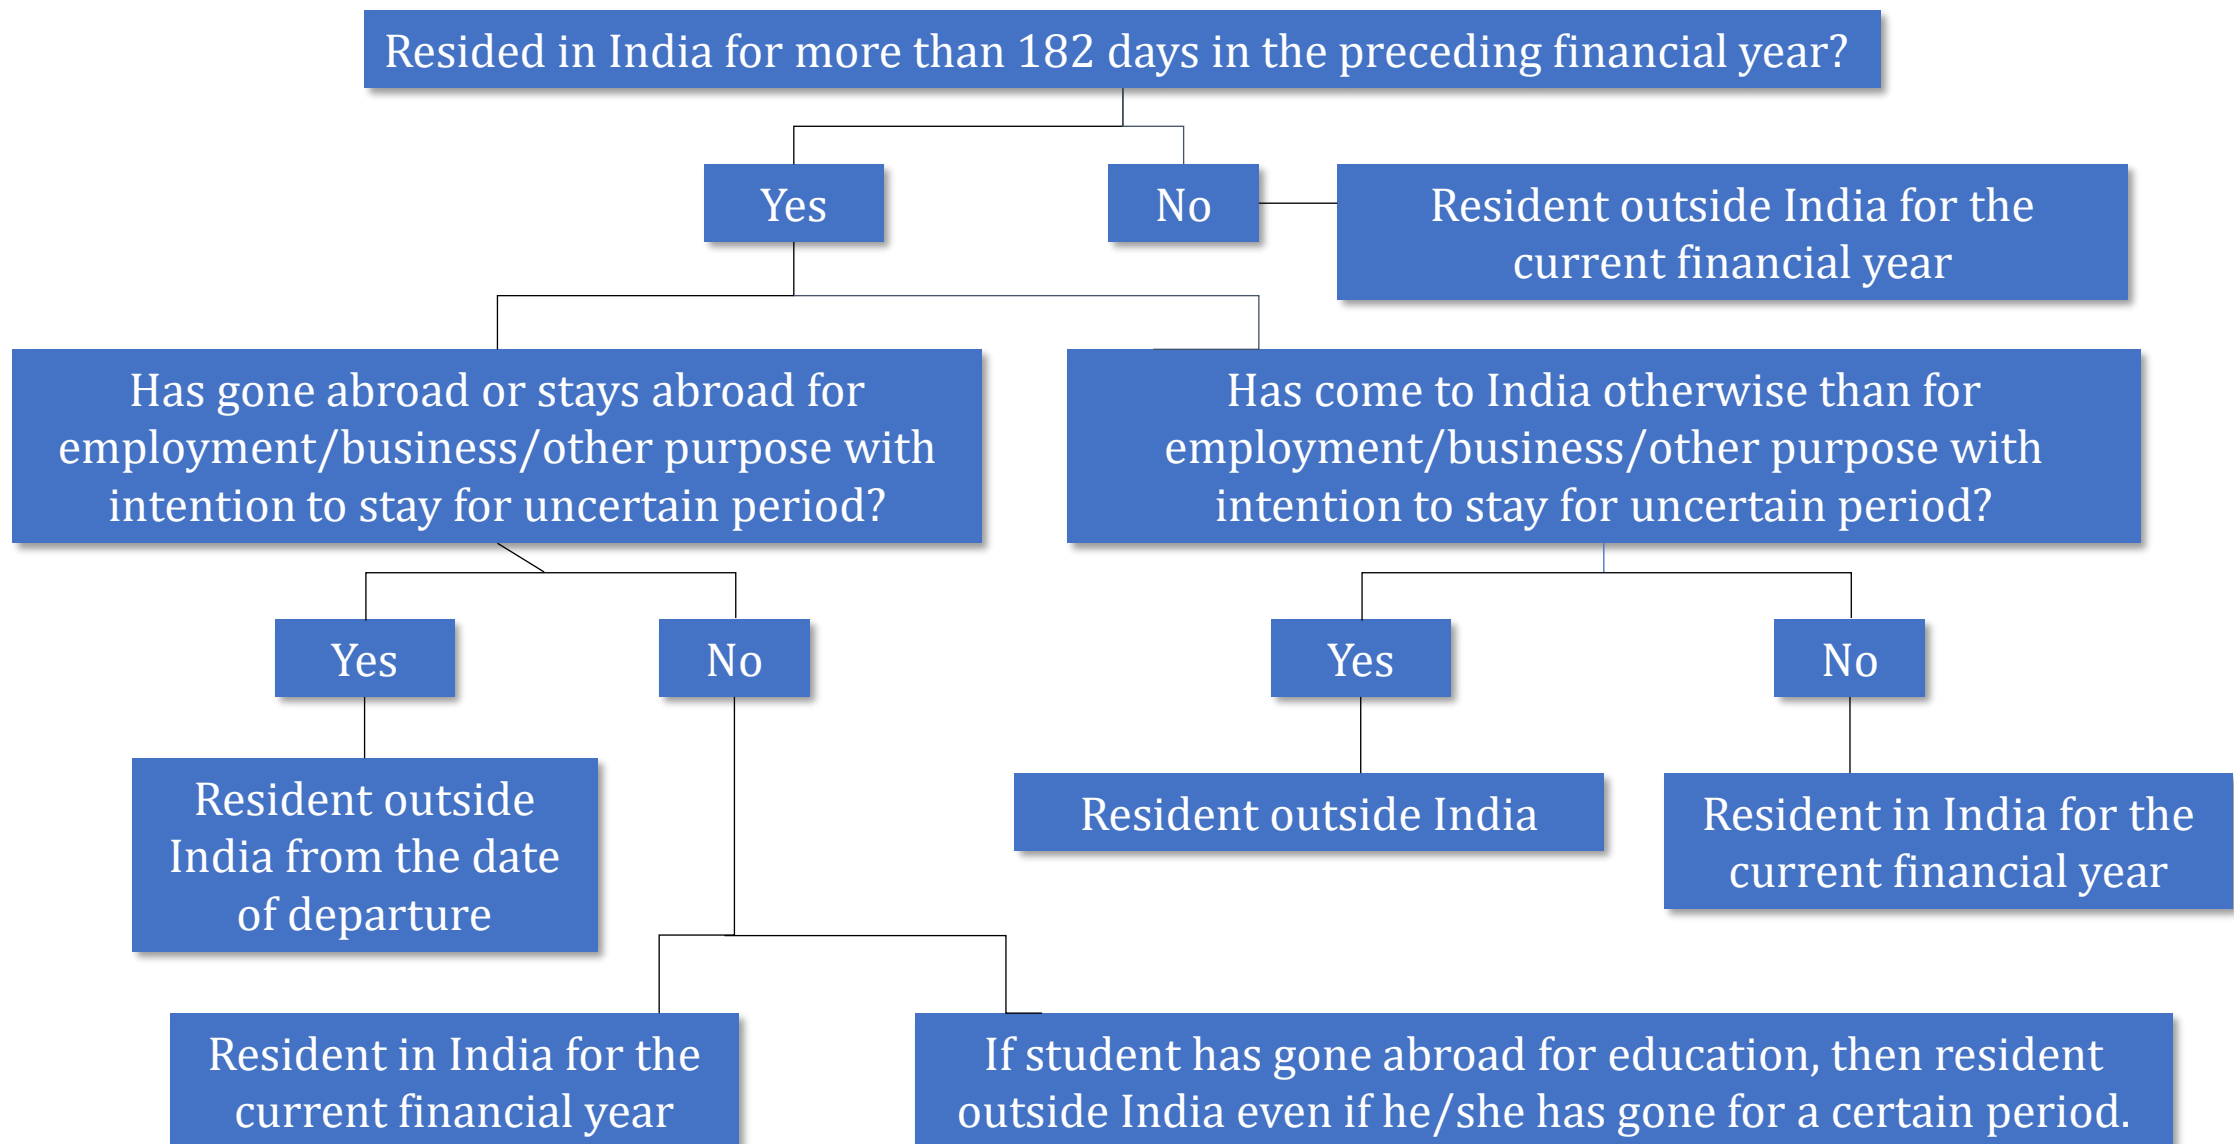 Resided in India for more than 182 days in the preceding financial year?
Yes
No
Resident outside India for the
current financial year
Has gone abroad or stays abroad for
employment/business/other purpose with
intention to stay for uncertain period?
Has come to India otherwise than for
employment/business/other purpose with
intention to stay for uncertain period?
Yes
No
Yes
No
Resident outside
India from the date
of departure
Resident outside India
Resident in India for the
current financial year
Resident in India for the
current financial year
If student has gone abroad for education, then resident
outside India even if he/she has gone for a certain period.